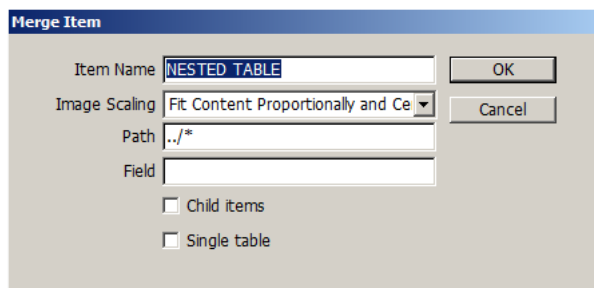 Merge Item
Item Name NESTED TABLE OK
Image Scaling Fit Content Proportionally and Ce Cancel
Path ../*
Field
Child items
Single table